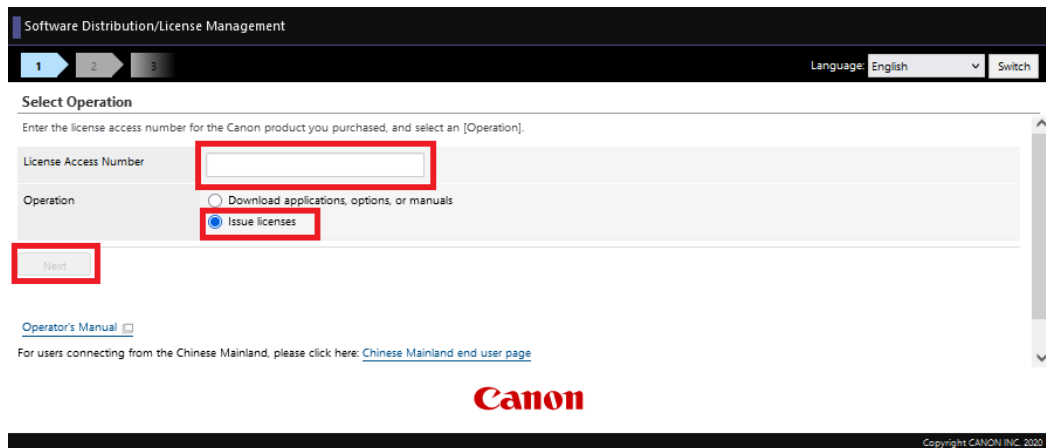 Software Distribution/License Management
1 2 3 Language: English Switch
Select Operation
Enter the license access number for the Canon product you purchased, and select an [Operation].
License Access Number
Operation Download applications, options, or manuals
Issue licenses
Next
Operator's Manual
For users connecting from the Chinese Mainland, please click here: Chinese Mainland end user page
Canon
Copyright CANON INC. 2020